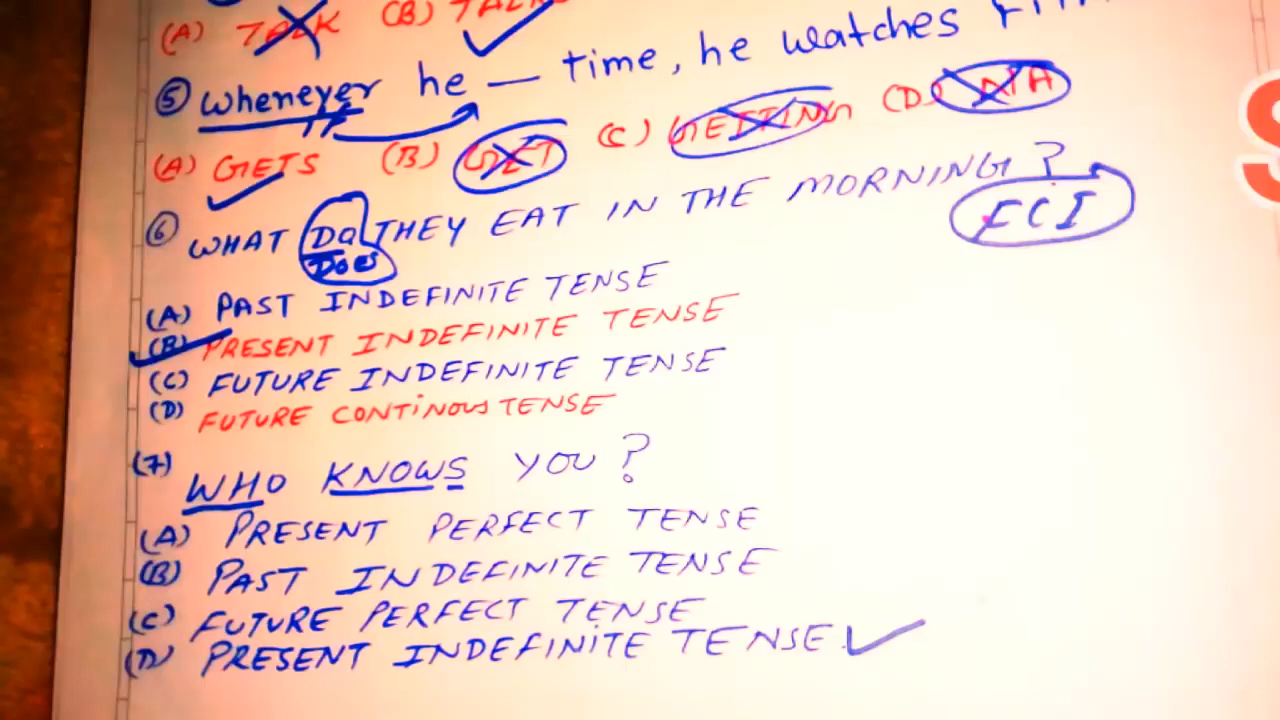 (A) TALK (B)
⑤ Whenever he — time, he watches
(A) GETS (B) GET (C) GETTING (D) N/A
⑥ WHAT Do THEY EAT IN THE MORNING?
Does
FCI
(A) PAST INDEFINITE TENSE
(B) PRESENT INDEFINITE TENSE
(C) FUTURE INDEFINITE TENSE
(D) FUTURE CONTINOUS TENSE
(7) WHO KNOWS YOU?
(A) PRESENT PERFECT TENSE
(B) PAST INDEFINITE TENSE
(C) FUTURE PERFECT TENSE
(D) PRESENT INDEFINITE TENSE